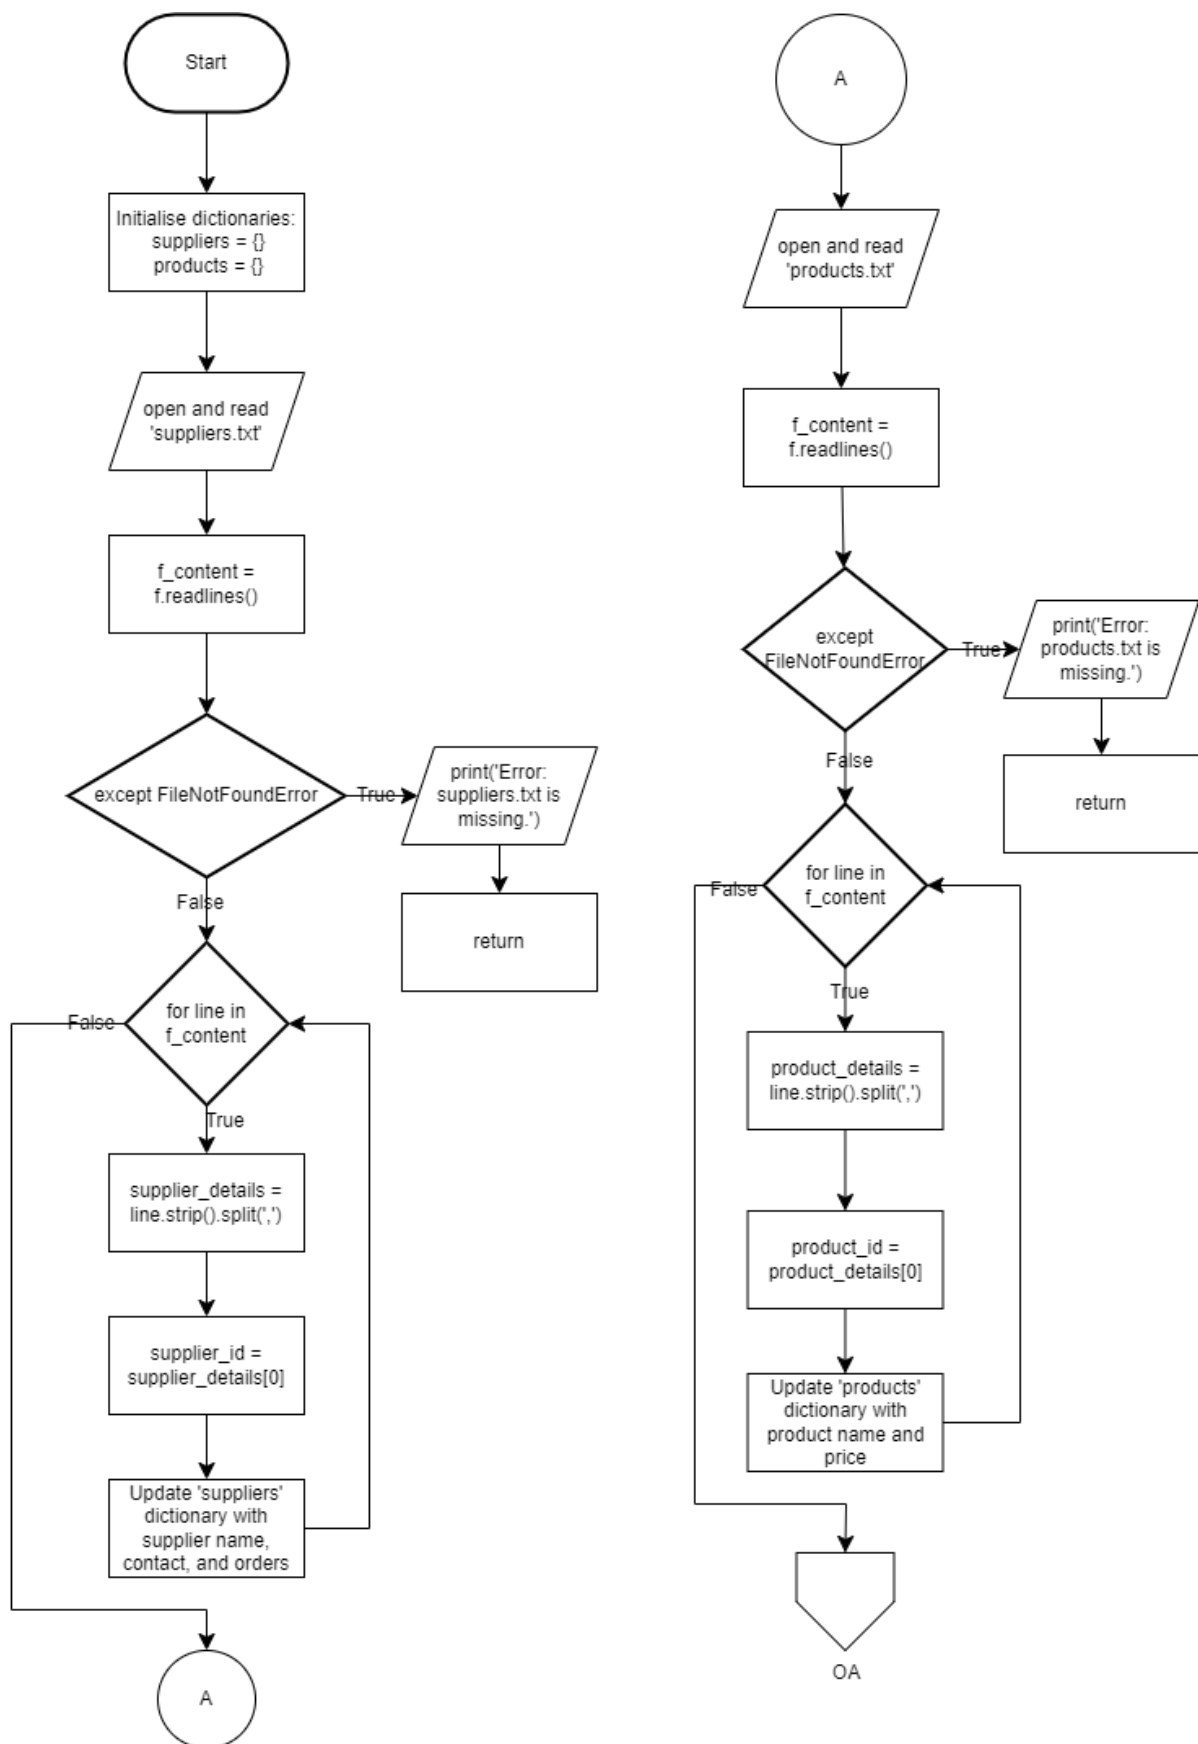 Start
Initialise dictionaries:
suppliers = {}
products = {}
open and read
'suppliers.txt'
f_content =
f.readlines()
except FileNotFoundError
True
print('Error:
suppliers.txt is
missing.')
return
False
for line in
f_content
False
True
supplier_details =
line.strip().split(',')
supplier_id =
supplier_details[0]
Update 'suppliers'
dictionary with
supplier name,
contact, and orders
A
A
open and read
'products.txt'
f_content =
f.readlines()
except
FileNotFoundError
True
print('Error:
products.txt is
missing.')
return
False
for line in
f_content
False
True
product_details =
line.strip().split(',')
product_id =
product_details[0]
Update 'products'
dictionary with
product name and
price
OA